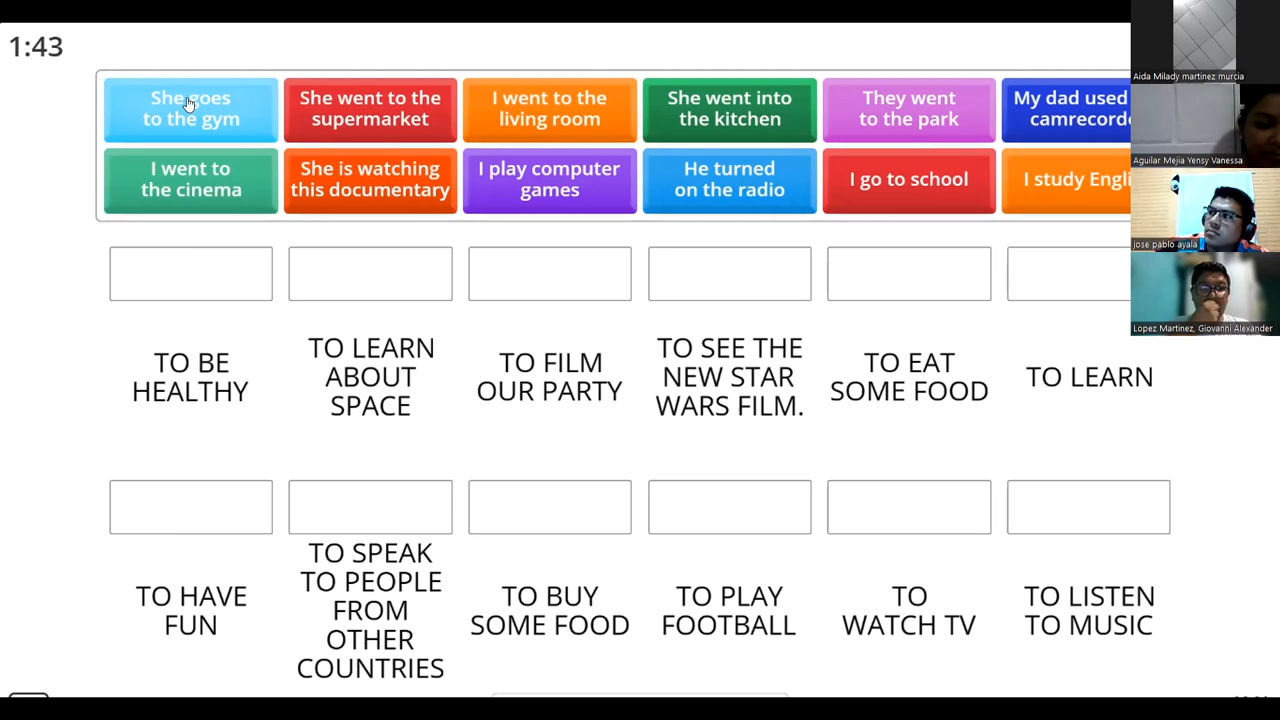 1:43
She goes
to the gym
She went to the
supermarket
I went to the
living room
She went into
the kitchen
They went
to the park
My dad used
I went to
the cinema
She is watching
this documentary
I play computer
games
He turned
on the radio
I go to school
I study
TO BE
HEALTHY
TO LEARN
ABOUT
SPACE
TO FILM
OUR PARTY
TO SEE THE
NEW STAR
WARS FILM.
TO EAT
SOME FOOD
TO LEARN
TO HAVE
FUN
TO SPEAK
TO PEOPLE
FROM
OTHER
COUNTRIES
TO BUY
SOME FOOD
TO PLAY
FOOTBALL
TO
WATCH TV
TO LISTEN
TO MUSIC
Aida Milady martinez murcia
Aguilar Mejia Yensy Vanessa
jose pablo ayala
Lopez Martinez, Giovanni Alexander